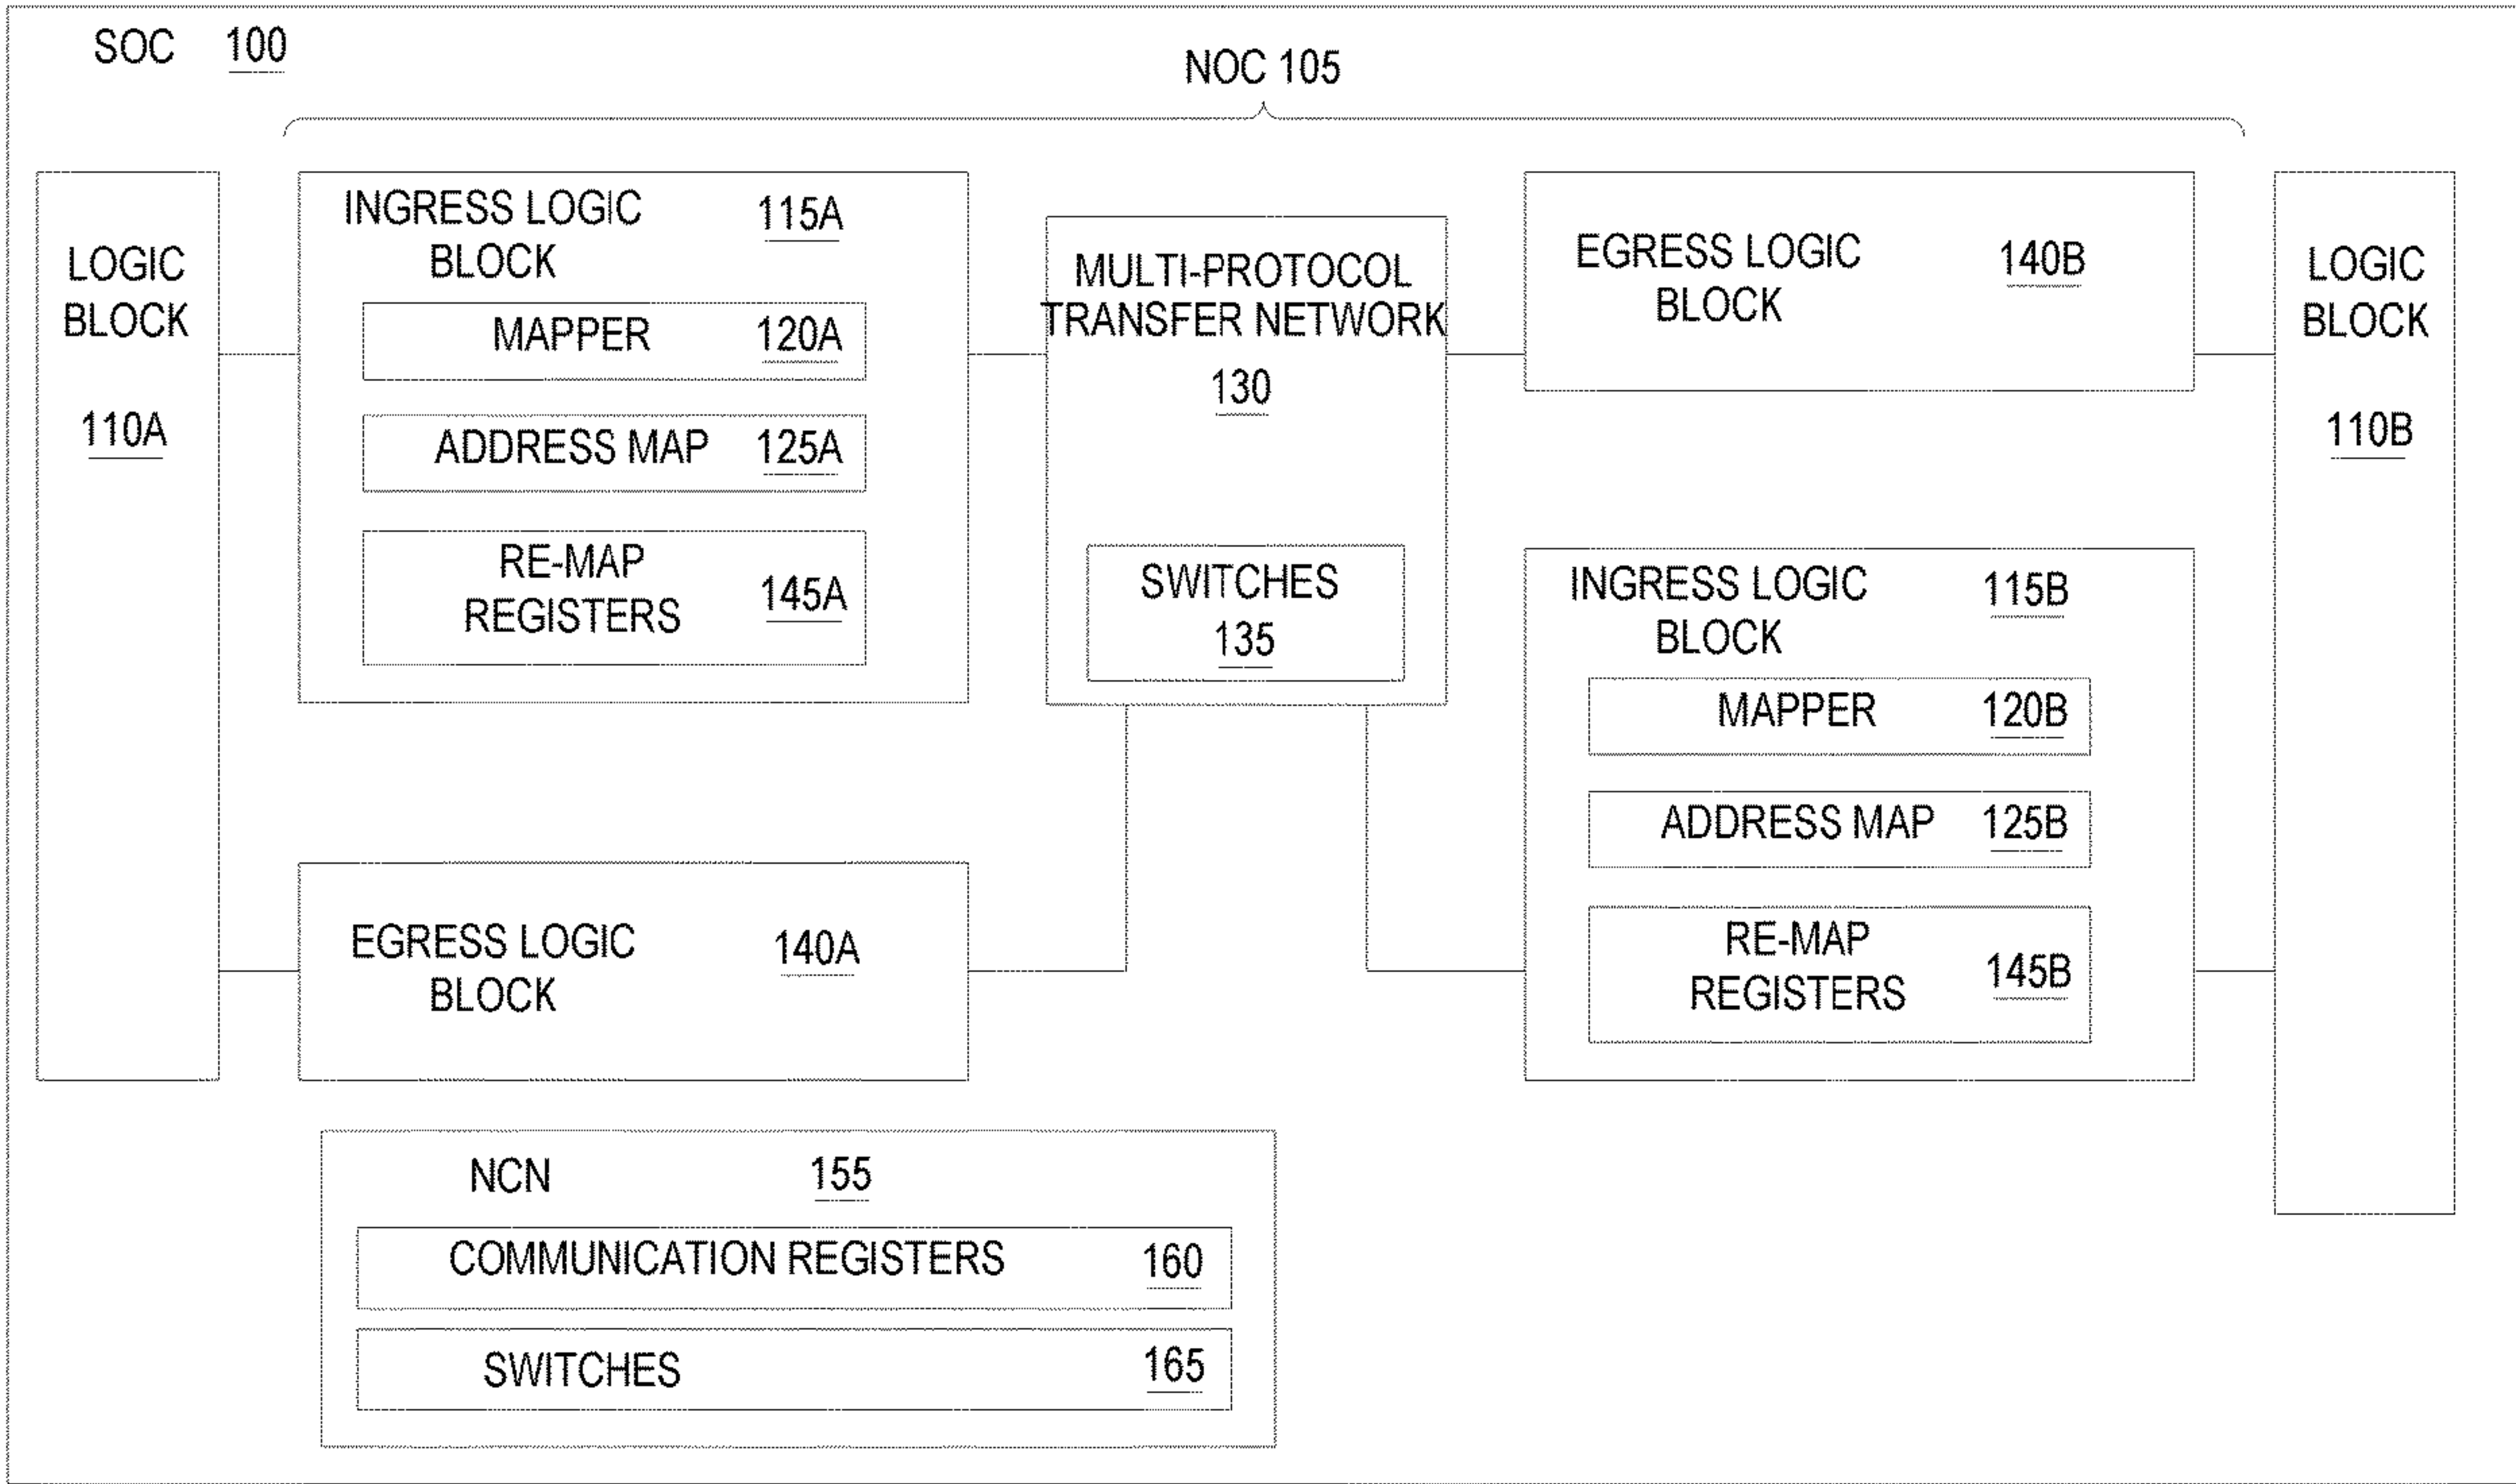 SOC 100
NOC 105
LOGIC
BLOCK
110A
INGRESS LOGIC
BLOCK
115A
MAPPER 120A
ADDRESS MAP 125A
RE-MAP
REGISTERS
145A
EGRESS LOGIC
BLOCK
140A
MULTI-PROTOCOL
TRANSFER NETWORK
130
SWITCHES
135
EGRESS LOGIC
BLOCK
140B
INGRESS LOGIC
BLOCK
115B
MAPPER 120B
ADDRESS MAP 125B
RE-MAP
REGISTERS
145B
LOGIC
BLOCK
110B
NCN 155
COMMUNICATION REGISTERS 160
SWITCHES 165